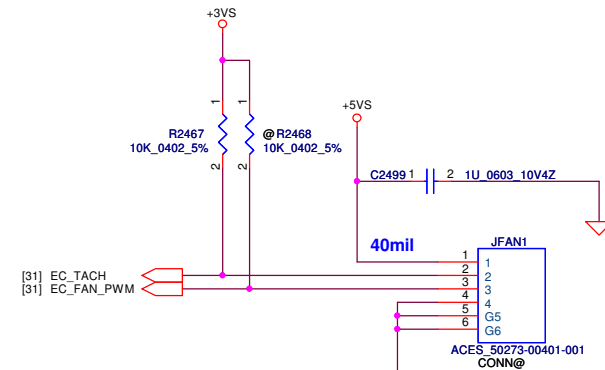 +3VS
+5VS
1
1
R2467
10K_0402_5%
@R2468
10K_0402_5%
2
2
C2499 1
2 1U_0603_10V4Z
40mil
JFAN1
[31] EC_TACH
[31] EC_FAN_PWM
1 1
2 2
3 3
4 4
5 G5
6 G6
ACES_50273-00401-001
CONN@